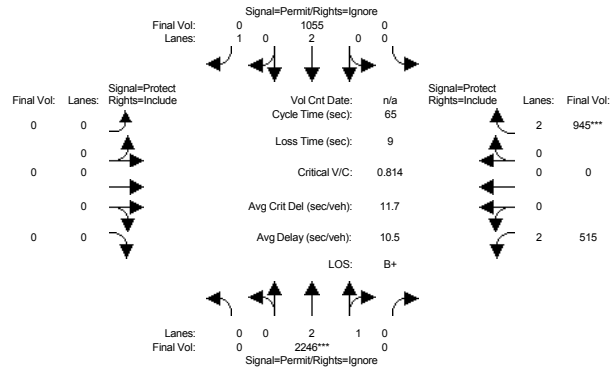 Signal=Permit/Rights=Ignore
Final Vol: 0 1055 0
Lanes: 1 0 2 0 0
Signal=Protect
Final Vol: Lanes: Rights=Include
Vol Cnt Date: n/a
Signal=Protect
Rights=Include Lanes: Final Vol:
Cycle Time (sec): 65
0 0 2 945***
Loss Time (sec): 9
0 0
0 0 Critical V/C: 0.814 0 0
0 Avg Crit Del (sec/veh): 11.7 0
0 0 Avg Delay (sec/veh): 10.5 2 515
LOS: B+
Lanes: 0 0 2 1 0
Final Vol: 0 2246*** 0
Signal=Permit/Rights=Ignore